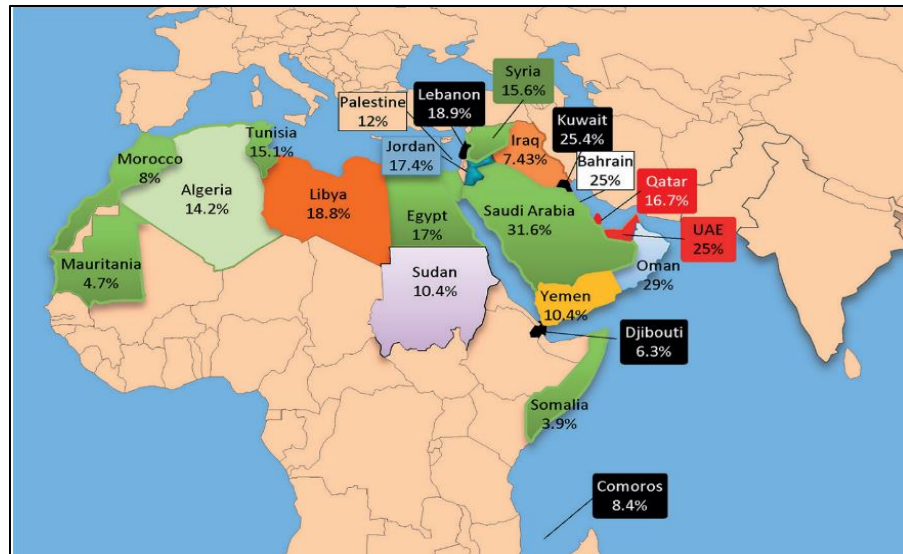 Syria
15.6%
Lebanon
18.9%
Palestine
12%
Kuwait
25.4%
Tunisia
15.1%
Jordan
17.4%
Iraq
7.43%
Bahrain
25%
Morocco
8%
Algeria
14.2%
Libya
18.8%
Egypt
17%
Saudi Arabia
31.6%
Qatar
16.7%
UAE
25%
Mauritania
4.7%
Sudan
10.4%
Oman
29%
Yemen
10.4%
Djibouti
6.3%
Somalia
3.9%
Comoros
8.4%